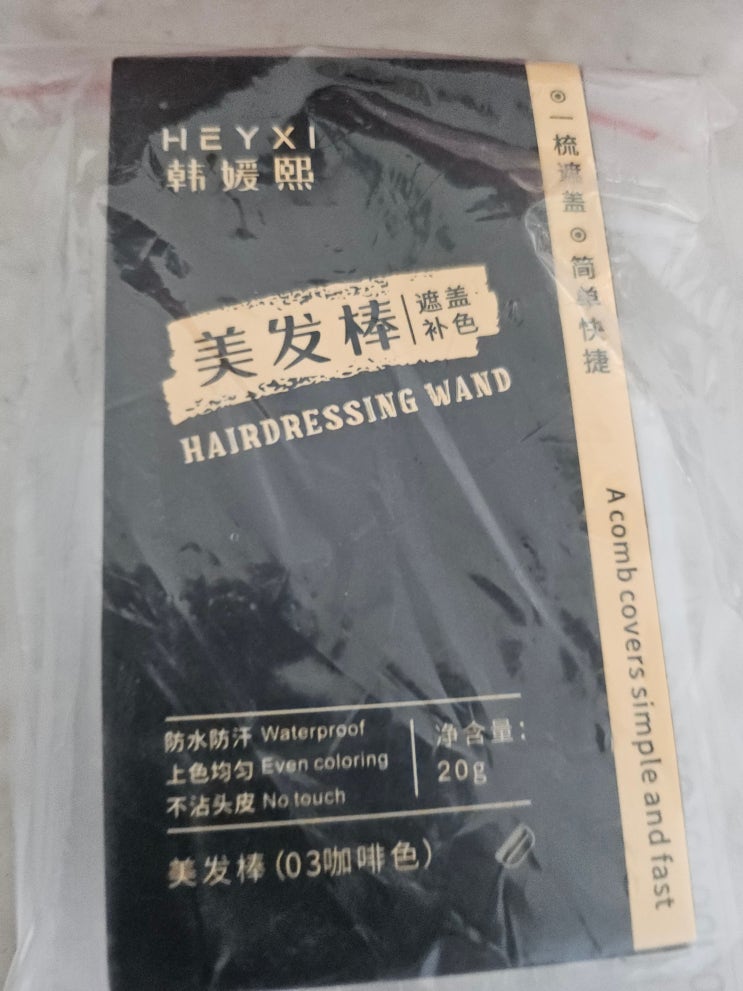 HEYXI
韩媛熙
美发棒
遮盖
补色
HAIRDRESSING WAND
防水防汗 Waterproof
上色均匀 Even coloring
不沾头皮 No touch
净含量:
20g
美发棒(03咖啡色)
一梳遮盖 简单快捷
A comb covers simple and fast